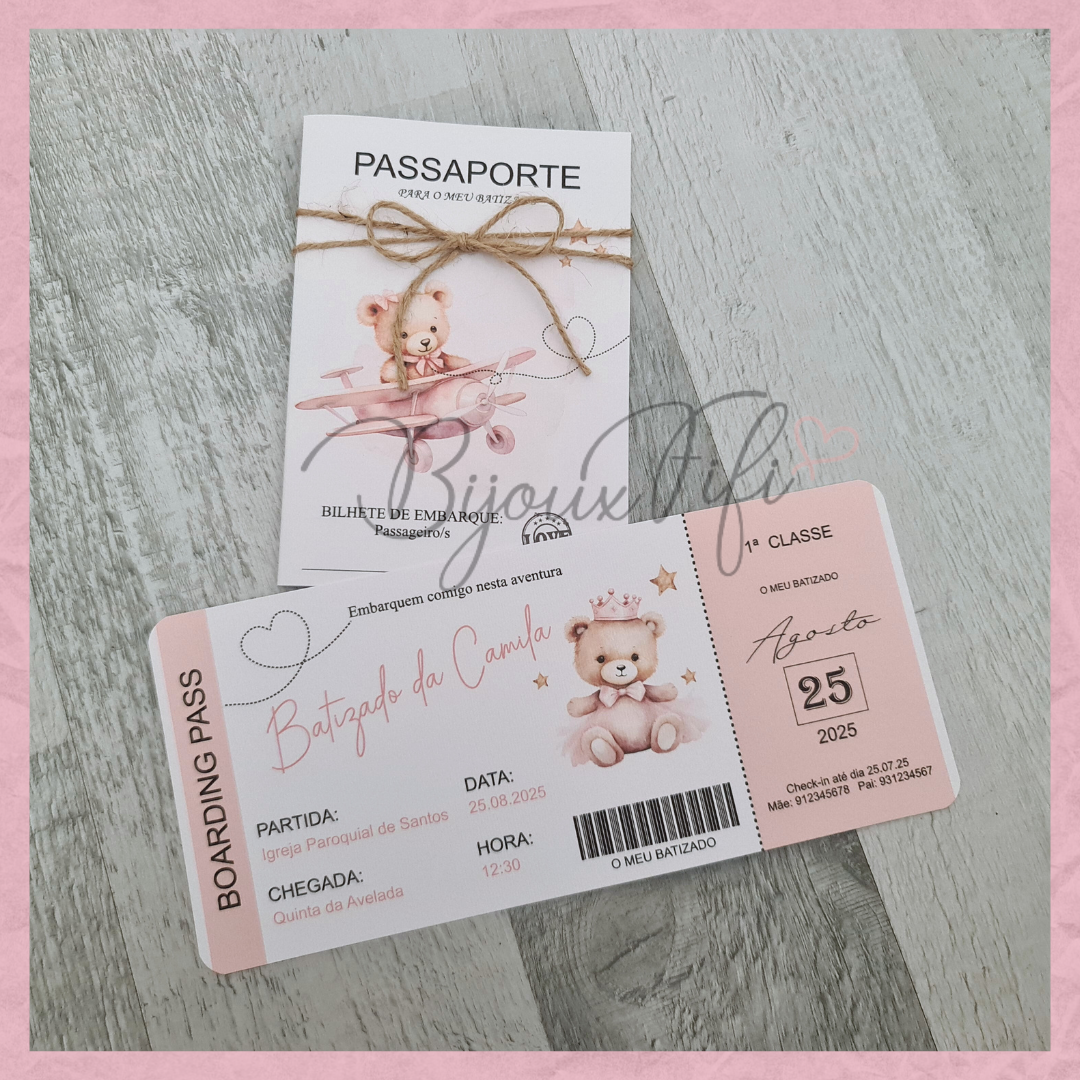 PASSAPORTE
PARA O MEU BATIZ
BijouxFifi
BILHETE DE EMBARQUE:
Passageiro/s
LOVE
BOARDING PASS
Embarquem comigo nesta aventura
Batizado da Camila
PARTIDA:
Igreja Paroquial de Santos
CHEGADA:
Quinta da Avelada
DATA:
25.08.2025
HORA:
12:30
O MEU BATIZADO
1ª CLASSE
O MEU BATIZADO
Agosto
25
2025
Check-in até dia 25.07.25
Mãe: 912345678 Pai: 931234567